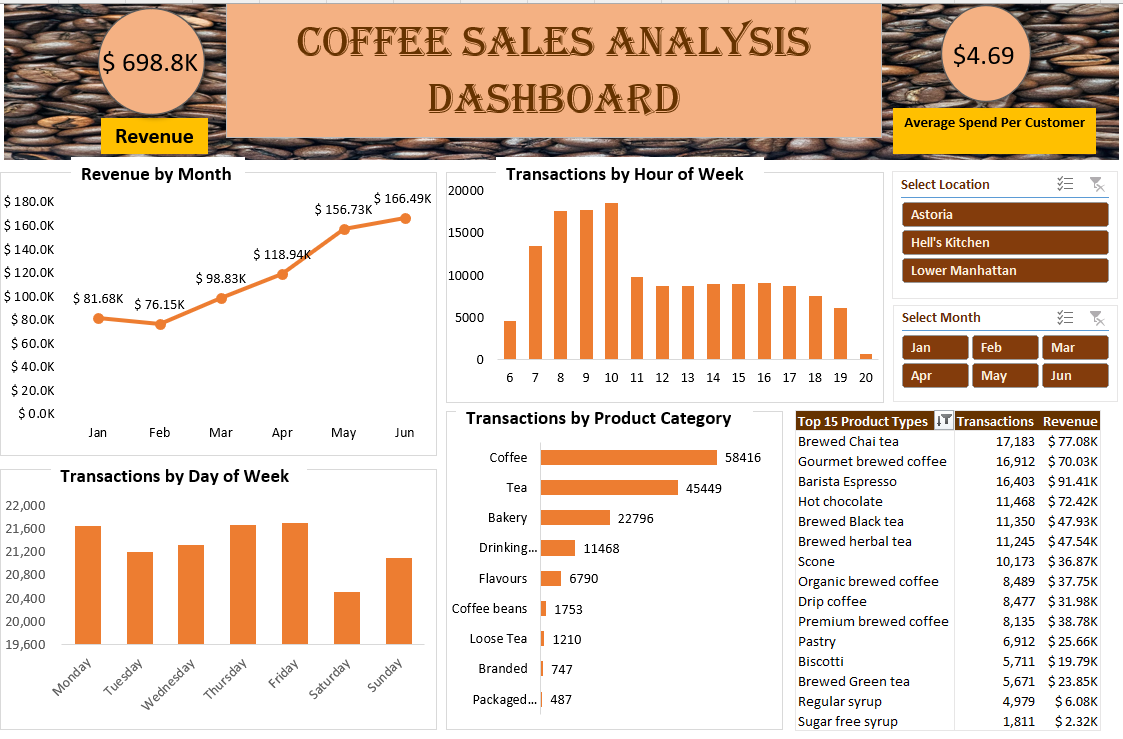 $ 698.8K
Revenue
COFFEE SALES ANALYSIS
DASHBOARD
$4.69
Average Spend Per Customer
Revenue by Month
$ 180.0K
$ 160.0K
$ 140.0K
$ 120.0K
$ 100.0K
$ 80.0K
$ 60.0K
$ 40.0K
$ 20.0K
$ 0.0K
$ 81.68K
$ 76.15K
$ 98.83K
$ 118.94K
$ 156.73K
$ 166.49K
Jan Feb Mar Apr May Jun
Transactions by Hour of Week
20000
15000
10000
5000
0
6 7 8 9 10 11 12 13 14 15 16 17 18 19 20
Select Location
Astoria
Hell's Kitchen
Lower Manhattan
Select Month
Jan Feb Mar
Apr May Jun
Transactions by Day of Week
22,000
21,600
21,200
20,800
20,400
20,000
19,600
Monday Tuesday Wednesday Thursday Friday Saturday Sunday
Transactions by Product Category
Coffee 58416
Tea 45449
Bakery 22796
Drinking... 11468
Flavours 6790
Coffee beans 1753
Loose Tea 1210
Branded 747
Packaged... 487
Top 15 Product Types Transactions Revenue
Brewed Chai tea 17,183 $ 77.08K
Gourmet brewed coffee 16,912 $ 70.03K
Barista Espresso 16,403 $ 91.41K
Hot chocolate 11,468 $ 72.42K
Brewed Black tea 11,350 $ 47.93K
Brewed herbal tea 11,245 $ 47.54K
Scone 10,173 $ 36.87K
Organic brewed coffee 8,489 $ 37.75K
Drip coffee 8,477 $ 31.98K
Premium brewed coffee 8,135 $ 38.78K
Pastry 6,912 $ 25.66K
Biscotti 5,711 $ 19.79K
Brewed Green tea 5,671 $ 23.85K
Regular syrup 4,979 $ 6.08K
Sugar free syrup 1,811 $ 2.32K